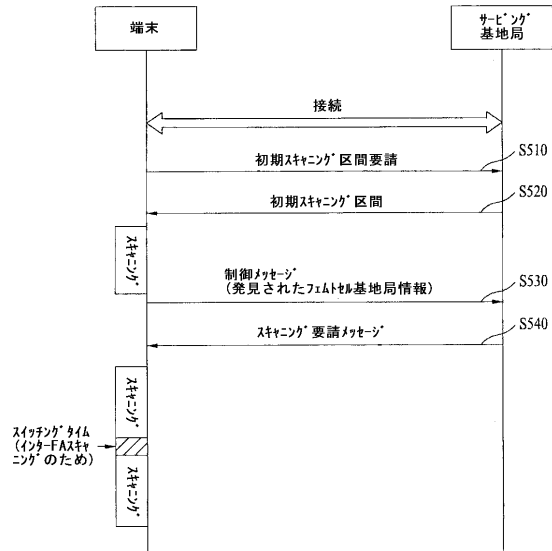 端末
サービング
基地局
接続
初期スキャニング区間要請
S510
初期スキャニング区間
S520
スキャニング
制御メッセージ
(発見されたフェムトセル基地局情報)
S530
スキャニング要請メッセージ
S540
スキャニング
スイッチングタイム
(インターFAスキャ
ニングのため)
スキャニング